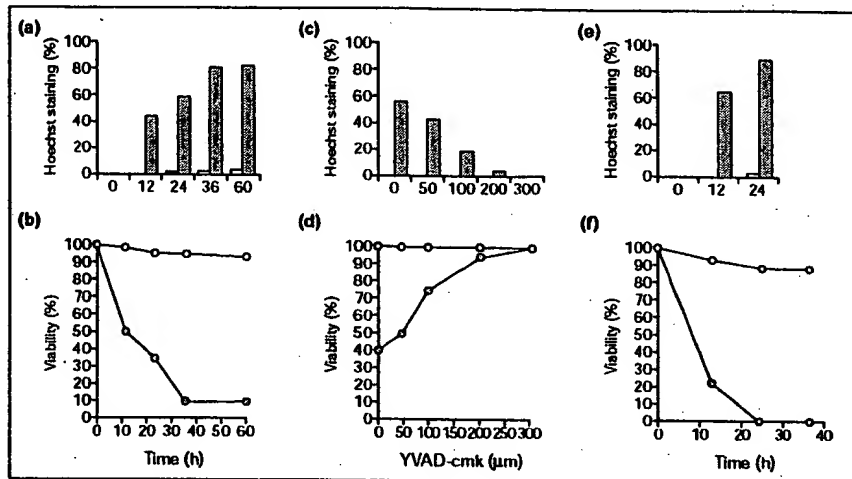 (a)
Hoechst staining (%)
100
80
60
40
20
0
0 12 24 36 60
(b)
Viability (%)
100
90
80
70
60
50
40
30
20
10
0
0 10 20 30 40 50 60
Time (h)
(c)
Hoechst staining (%)
100
80
60
40
20
0
0 50 100 200 300
(d)
Viability (%)
100
90
80
70
60
50
40
30
20
10
0
0 50 100 150 200 250 300
YVAD-cmk (µm)
(e)
Hoechst staining (%)
100
80
60
40
20
0
0 12 24
(f)
Viability (%)
100
90
80
70
60
50
40
30
20
10
0
0 10 20 30 40
Time (h)